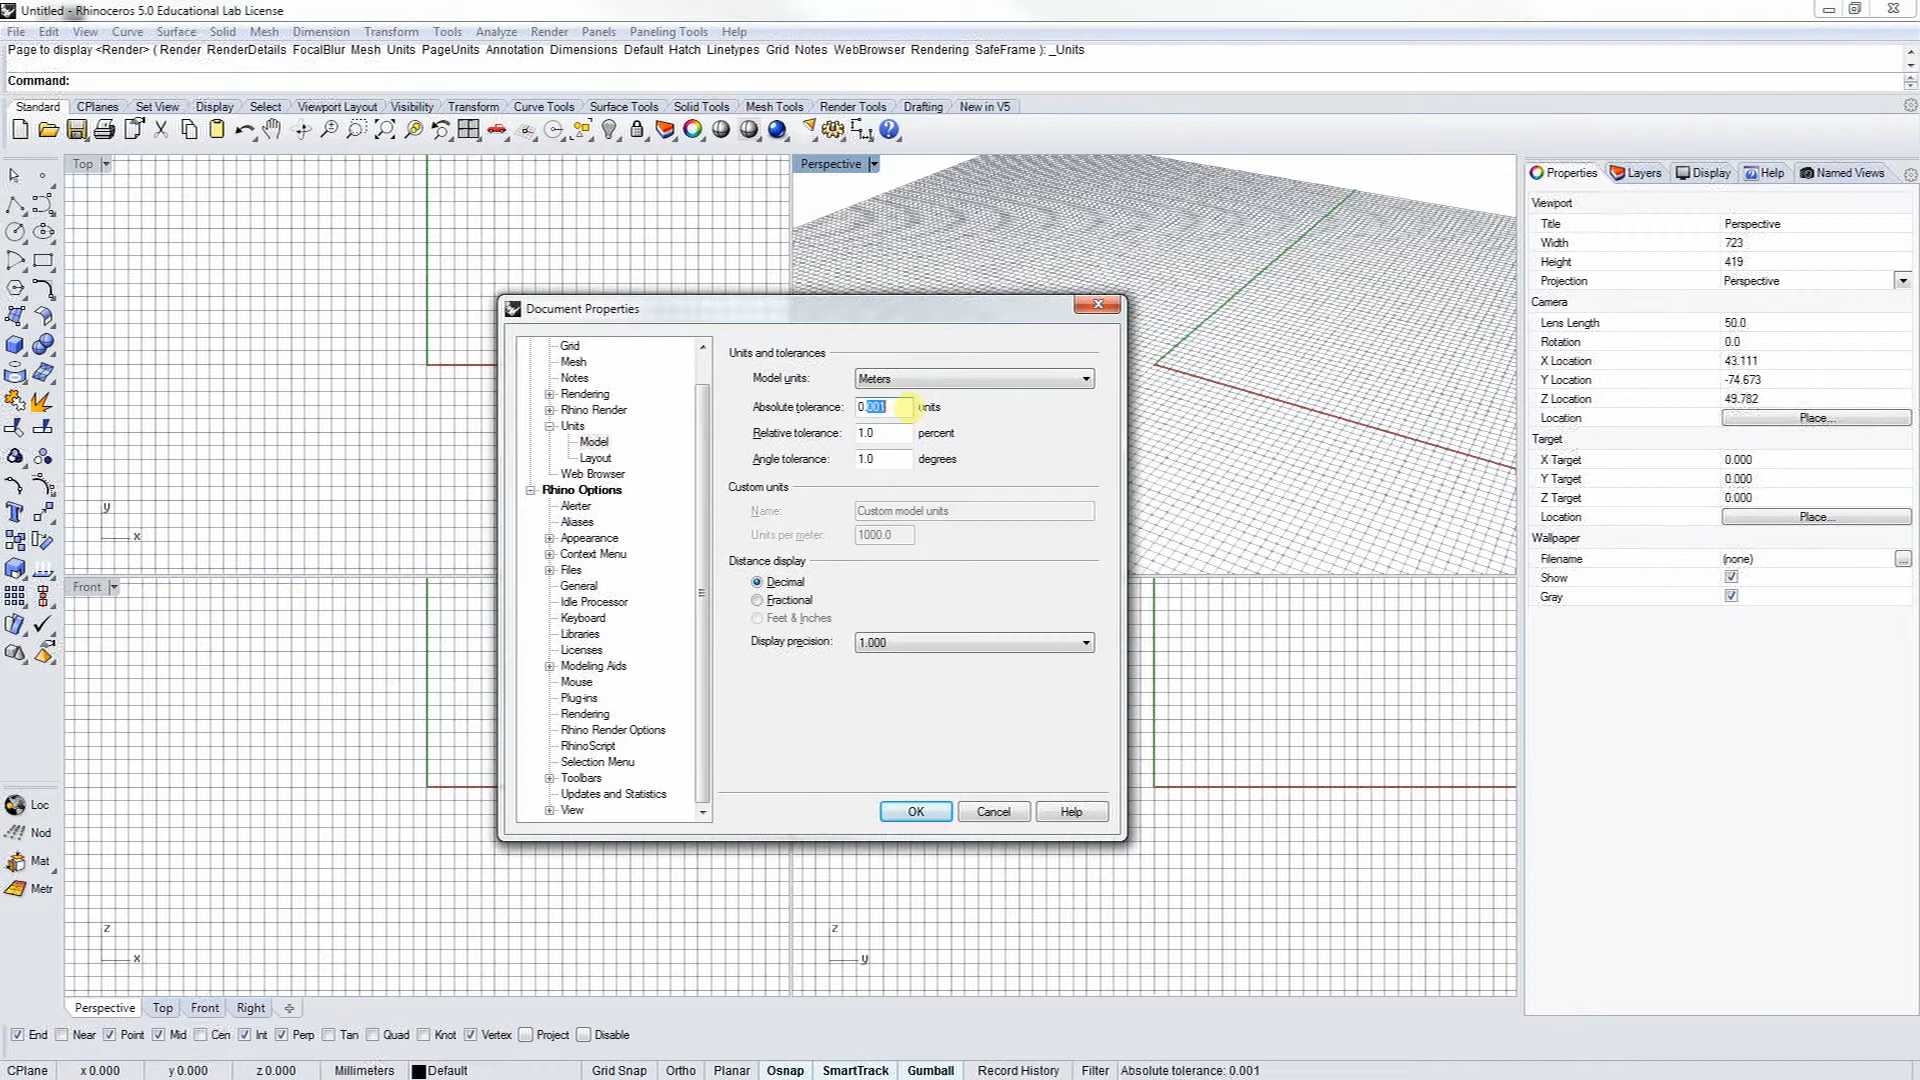 Untitled - Rhinoceros 5.0 Educational Lab License
File Edit View Curve Surface Solid Mesh Dimension Transform Tools Analyze Render Panels Paneling Tools Help
Page to display <Render> ( Render RenderDetails FocalBlur Mesh Units PageUnits Annotation Dimensions Default Hatch Linetypes Grid Notes WebBrowser Rendering SafeFrame ): _Units
Command:
Standard CPlanes Set View Display Select Viewport Layout Visibility Transform Curve Tools Surface Tools Solid Tools Mesh Tools Render Tools Drafting New in V5
Top
Perspective
Properties Layers Display Help Named Views
Viewport
Title Perspective
Width 723
Height 419
Projection Perspective
Camera
Lens Length 50.0
Rotation 0.0
X Location 43.111
Y Location -74.673
Z Location 49.782
Location Place...
Target
X Target 0.000
Y Target 0.000
Z Target 0.000
Location Place...
Wallpaper
Filename (none) ...
Show
Gray
Document Properties
Grid
Mesh
Notes
Rendering
Rhino Render
Units
Model
Layout
Web Browser
Rhino Options
Alerter
Aliases
Appearance
Context Menu
Files
General
Idle Processor
Keyboard
Libraries
Licenses
Modeling Aids
Mouse
Plug-ins
Rendering
Rhino Render Options
RhinoScript
Selection Menu
Toolbars
Updates and Statistics
View
Units and tolerances
Model units: Meters
Absolute tolerance: 0.001 units
Relative tolerance: 1.0 percent
Angle tolerance: 1.0 degrees
Custom units
Name: Custom model units
Units per meter: 1000.0
Distance display
Decimal
Fractional
Feet & Inches
Display precision: 1.000
OK Cancel Help
y
x
Front
z
x
z
y
Loc
Nod
Mat
Metr
Perspective Top Front Right
End Near Point Mid Cen Int Perp Tan Quad Knot Vertex Project Disable
CPlane x 0.000 y 0.000 z 0.000 Millimeters Default Grid Snap Ortho Planar Osnap SmartTrack Gumball Record History Filter Absolute tolerance: 0.001